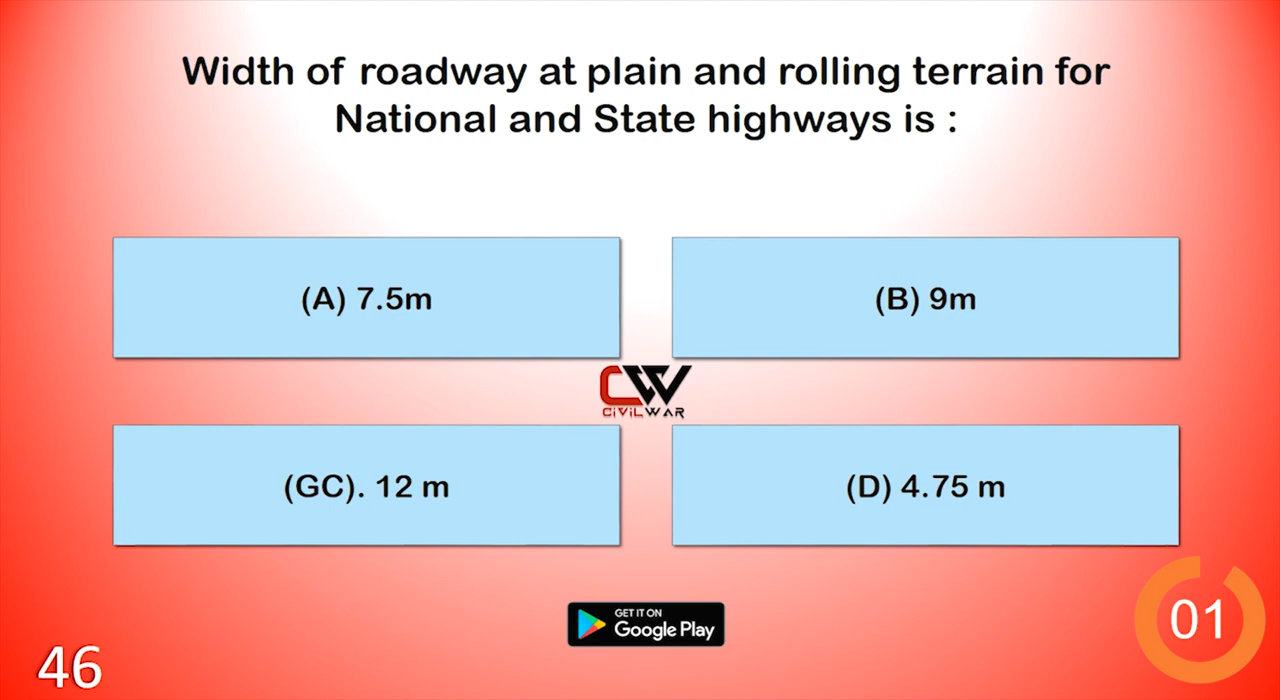 Width of roadway at plain and rolling terrain for
National and State highways is :
(A) 7.5m
(B) 9m
CW
CIVILWAR
(GC). 12 m
(D) 4.75 m
GET IT ON
Google Play
01
46